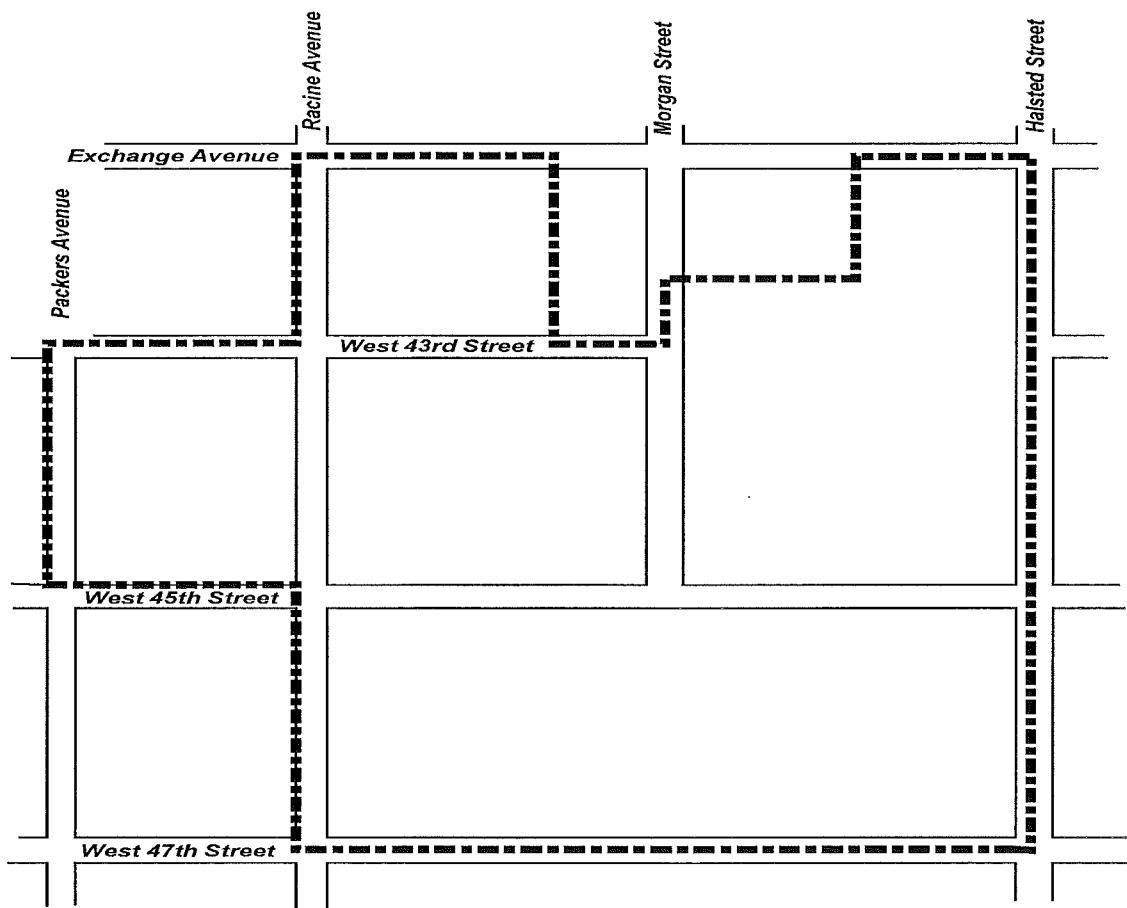 Racine Avenue
Morgan Street
Halsted Street
Exchange Avenue
Packers Avenue
West 43rd Street
West 45th Street
West 47th Street